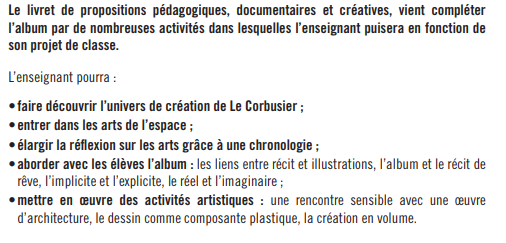 Le livret de propositions pédagogiques, documentaires et créatives, vient compléter
l’album par de nombreuses activités dans lesquelles l’enseignant puisera en fonction de
son projet de classe.
L’enseignant pourra :
• faire découvrir l’univers de création de Le Corbusier ;
• entrer dans les arts de l’espace ;
• élargir la réflexion sur les arts grâce à une chronologie ;
• aborder avec les élèves l’album : les liens entre récit et illustrations, l’album et le récit de
rêve, l’implicite et l’explicite, le réel et l’imaginaire ;
• mettre en œuvre des activités artistiques : une rencontre sensible avec une œuvre
d’architecture, le dessin comme composante plastique, la création en volume.